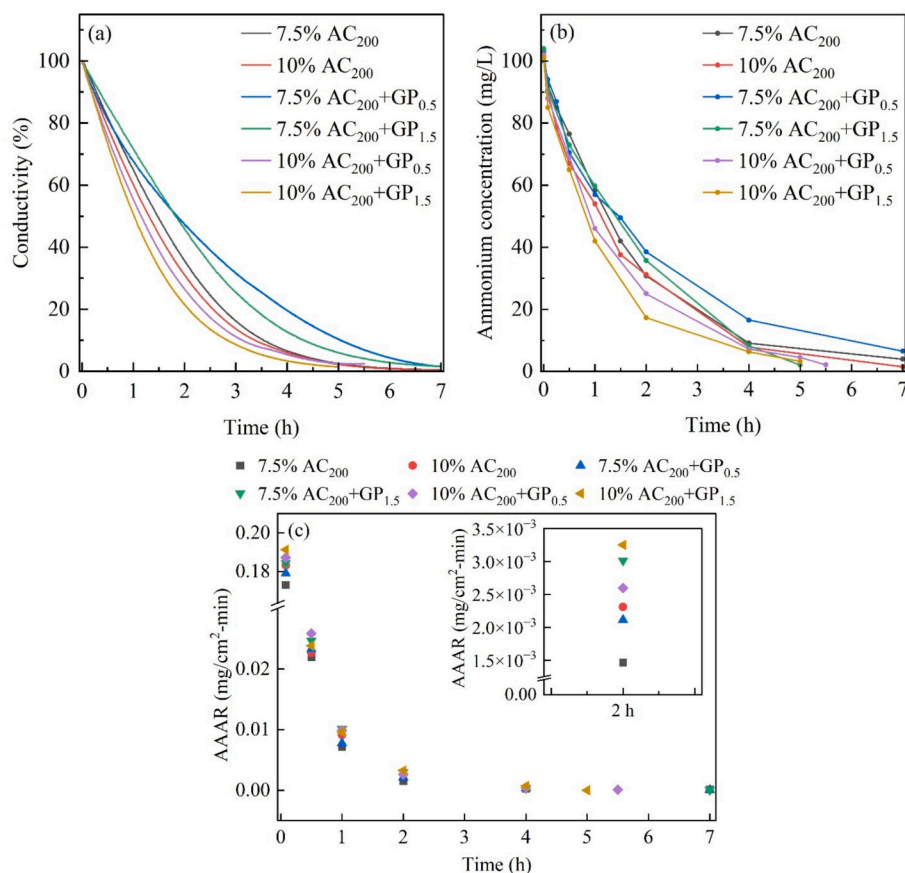 (a)
7.5% AC200
10% AC200
7.5% AC200+GP0.5
7.5% AC200+GP1.5
10% AC200+GP0.5
10% AC200+GP1.5
Conductivity (%)
100
80
60
40
20
0
0 1 2 3 4 5 6 7
Time (h)
(b)
7.5% AC200
10% AC200
7.5% AC200+GP0.5
7.5% AC200+GP1.5
10% AC200+GP0.5
10% AC200+GP1.5
Ammonium concentration (mg/L)
100
80
60
40
20
0
0 1 2 3 4 5 6 7
Time (h)
7.5% AC200 10% AC200 7.5% AC200+GP0.5
7.5% AC200+GP1.5 10% AC200+GP0.5 10% AC200+GP1.5
(c)
AAAR (mg/cm²-min)
0.20
0.18
0.02
0.01
0.00
0 1 2 3 4 5 6 7
Time (h)
AAAR (mg/cm²-min)
3.5×10⁻³
3.0×10⁻³
2.5×10⁻³
2.0×10⁻³
1.5×10⁻³
0.00
2 h